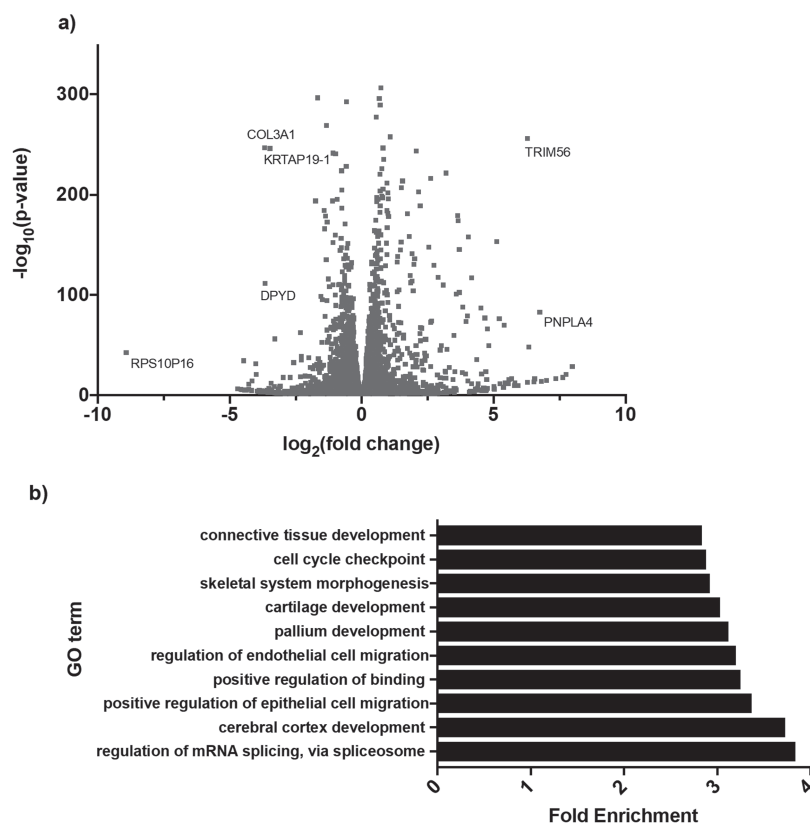 a)
300
200
100
0
-log10(p-value)
COL3A1
KRTAP19-1
TRIM56
DPYD
PNPLA4
RPS10P16
-10 -5 0 5 10
log2(fold change)
b)
GO term
connective tissue development
cell cycle checkpoint
skeletal system morphogenesis
cartilage development
pallium development
regulation of endothelial cell migration
positive regulation of binding
positive regulation of epithelial cell migration
cerebral cortex development
regulation of mRNA splicing, via spliceosome
0 1 2 3 4
Fold Enrichment